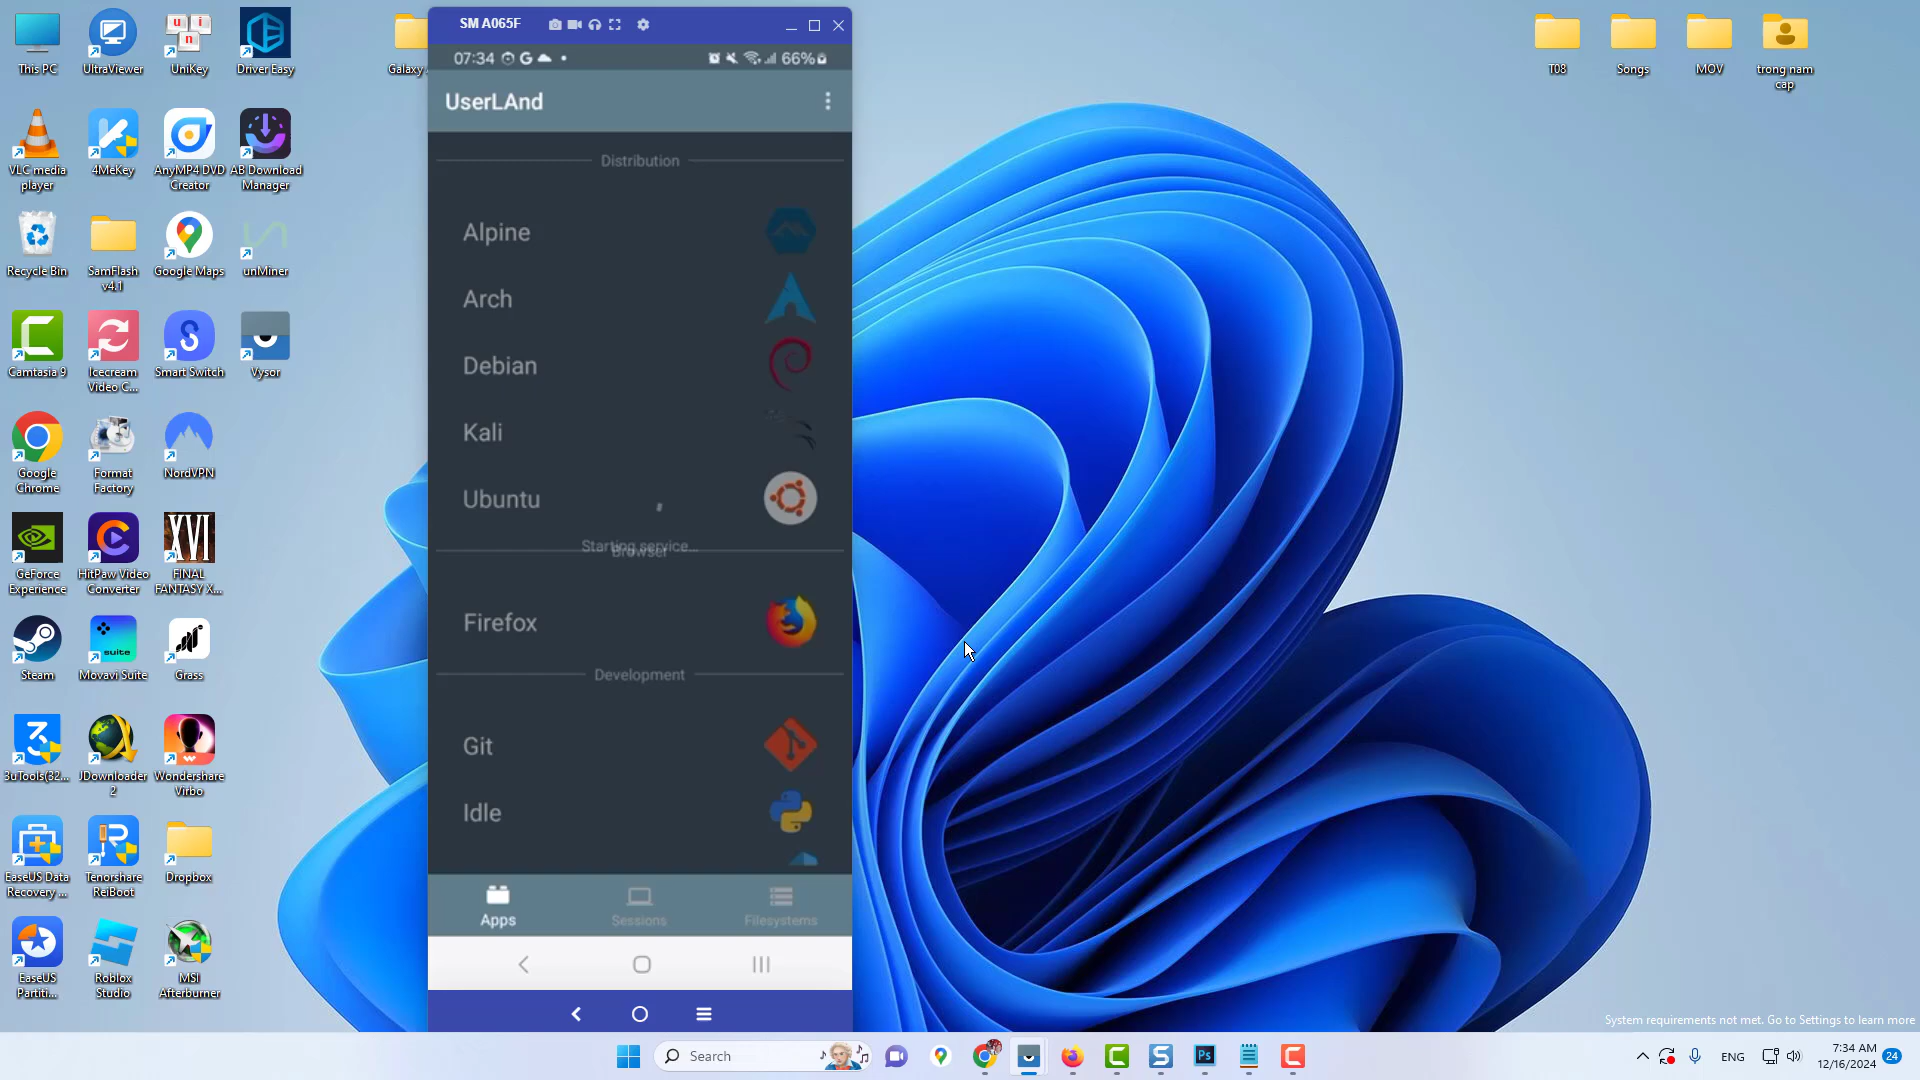 This PC
UltraViewer
UniKey
Driver Easy
VLC media
player
4MeKey
AnyMP4 DVD
Creator
AB Download
Manager
Recycle Bin
SamFlash
v4.1
Google Maps
unMiner
Camtasia 9
Icecream
Video C...
Smart Switch
Vysor
Google
Chrome
Format
Factory
NordVPN
GeForce
Experience
HitPaw Video
Converter
XVI
FINAL
FANTASY X...
Steam
suite
Movavi Suite
Grass
3uTools(32...
JDownloader
2
Wondershare
Virbo
EaseUS Data
Recovery ...
Tenorshare
ReiBoot
Dropbox
EaseUS
Partiti...
Roblox
Studio
MSI
Afterburner
SM A065F
07:34
66%
UserLAnd
Distribution
Alpine
Arch
Debian
Kali
Ubuntu
Starting service...
Browser
Firefox
Development
Git
Idle
Apps
Sessions
Filesystems
T08
Songs
MOV
trong nam
cap
System requirements not met. Go to Settings to learn more
Search
ENG
7:34 AM
12/16/2024
24